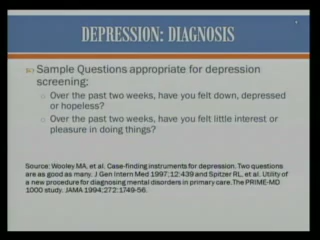 DEPRESSION: DIAGNOSIS
Sample Questions appropriate for depression
screening:
Over the past two weeks, have you felt down, depressed
or hopeless?
Over the past two weeks, have you felt little interest or
pleasure in doing things?
Source: Wooley MA, et al. Case-finding instruments for depression. Two questions
are as good as many. J Gen Intern Med 1997;12:439 and Spitzer RL, et al. Utility of
a new procedure for diagnosing mental disorders in primary care. The PRIME-MD
1000 study. JAMA 1994;272:1749-56.